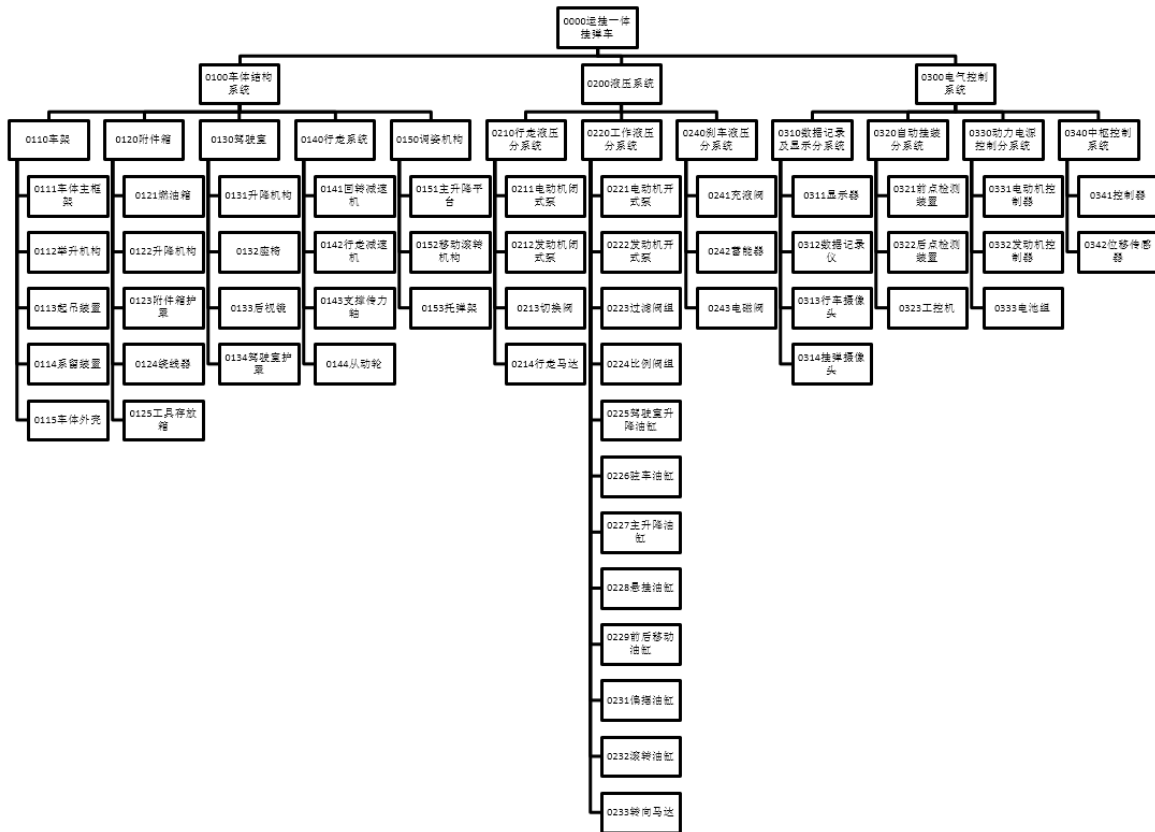 0000运挂一体
挂弹车
0100车体结构
系统
0200液压系统
0300电气控制
系统
0110车架
0120附件箱
0130驾驶室
0140行走系统
0150调姿机构
0210行走液压
分系统
0220工作液压
分系统
0240刹车液压
分系统
0310数据记录
及显示分系统
0320自动挂装
分系统
0330动力电源
控制分系统
0340中枢控制
系统
0111车体主框
架
0112举升机构
0113起吊装置
0114系留装置
0115车体外壳
0121燃油箱
0122升降机构
0123附件箱护
罩
0124绕线器
0125工具存放
箱
0131升降机构
0132座椅
0133后视镜
0134驾驶室护
罩
0141回转减速
机
0142行走减速
机
0143支撑传力
轴
0144从动轮
0151主升降平
台
0152移动滚转
机构
0153托弹架
0211电动机闭
式泵
0212发动机闭
式泵
0213切换阀
0214行走马达
0221电动机开
式泵
0222发动机开
式泵
0223过滤阀组
0224比例阀组
0225驾驶室升
降油缸
0226驻车油缸
0227主升降油
缸
0228悬挂油缸
0229前后移动
油缸
0231偏摆油缸
0232滚转油缸
0233转向马达
0241充液阀
0242蓄能器
0243电磁阀
0311显示器
0312数据记录
仪
0313行车摄像
头
0314挂弹摄像
头
0321前点检测
装置
0322后点检测
装置
0323工控机
0331电动机控
制器
0332发动机控
制器
0333电池组
0341控制器
0342位移传感
器